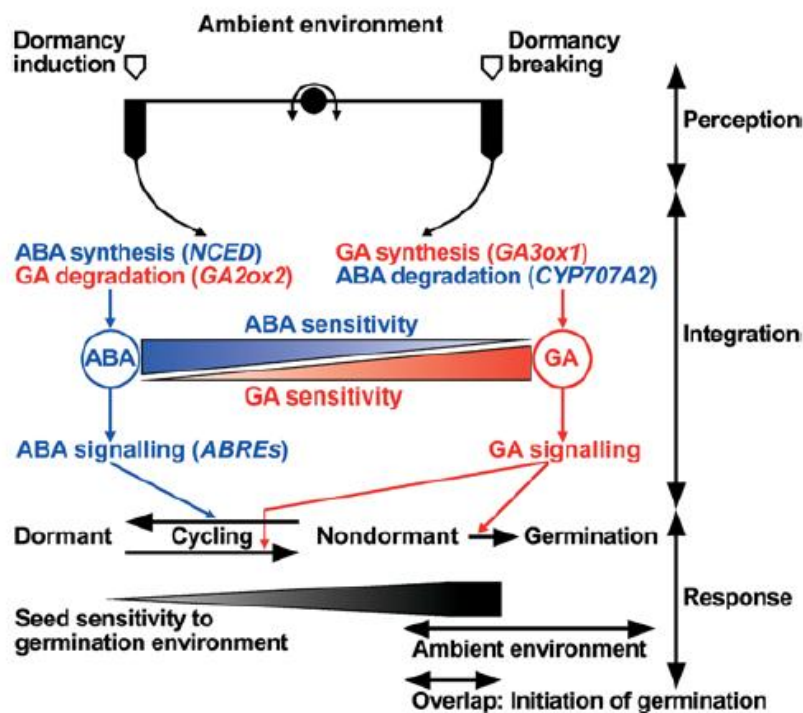 Ambient environment
Dormancy
induction
Dormancy
breaking
Perception
ABA synthesis (NCED)
GA degradation (GA2ox2)
GA synthesis (GA3ox1)
ABA degradation (CYP707A2)
ABA sensitivity
Integration
ABA
GA
GA sensitivity
ABA signalling (ABREs)
GA signalling
Dormant
Cycling
Nondormant
Germination
Response
Seed sensitivity to
germination environment
Ambient environment
Overlap: Initiation of germination